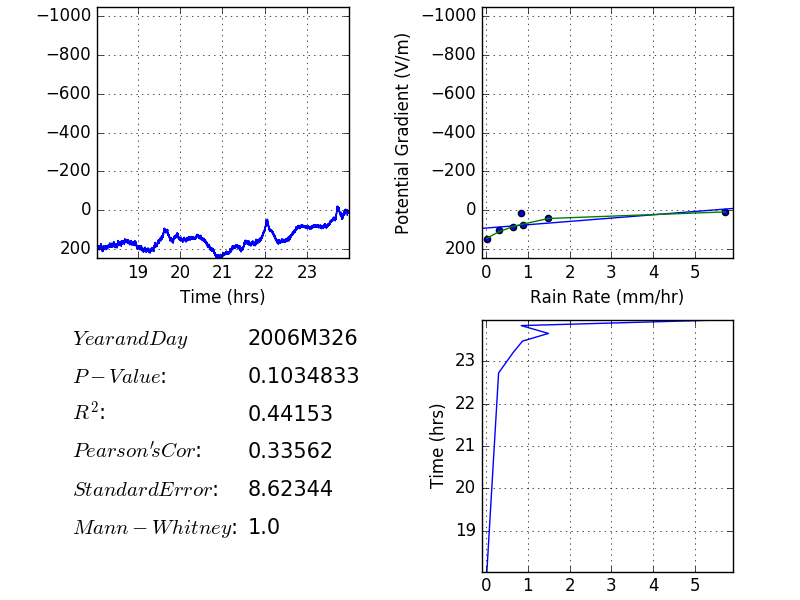 −1000
−800
−600
−400
−200
0
200
19 20 21 22 23
Time (hrs)
Potential Gradient (V/m)
−1000
−800
−600
−400
−200
0
200
0 1 2 3 4 5
Rain Rate (mm/hr)
YearandDay 2006M326
P−Value: 0.1034833
R²: 0.44153
Pearson'sCor: 0.33562
StandardError: 8.62344
Mann−Whitney: 1.0
Time (hrs)
23
22
21
20
19
0 1 2 3 4 5